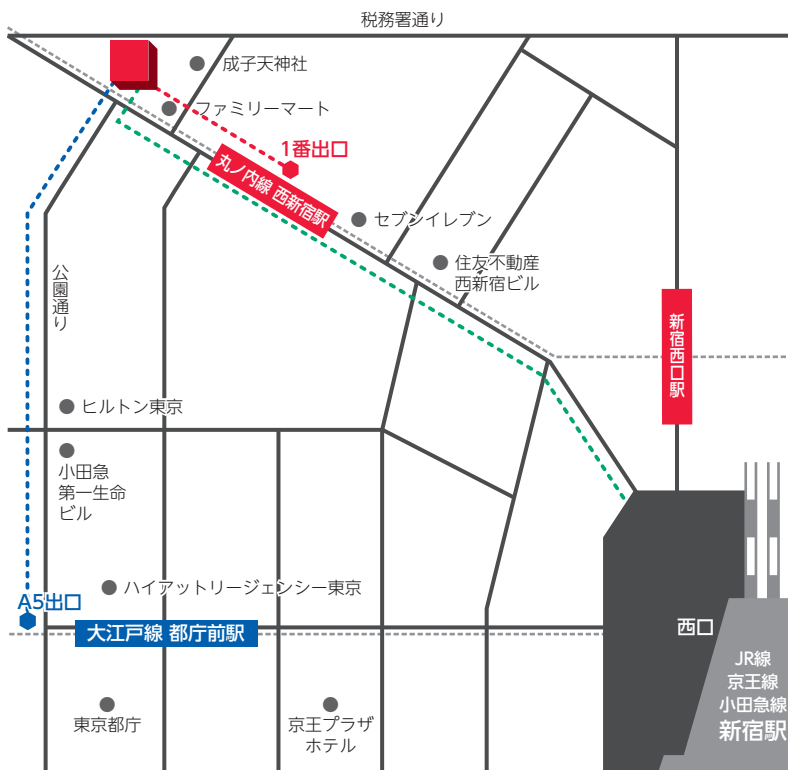 税務署通り
成子天神社
ファミリーマート
1番出口
丸ノ内線 西新宿駅
セブンイレブン
住友不動産
西新宿ビル
公園通り
新宿西口駅
ヒルトン東京
小田急
第一生命
ビル
ハイアットリージェンシー東京
A5出口
大江戸線 都庁前駅
西口
JR線
京王線
小田急線
新宿駅
東京都庁
京王プラザ
ホテル